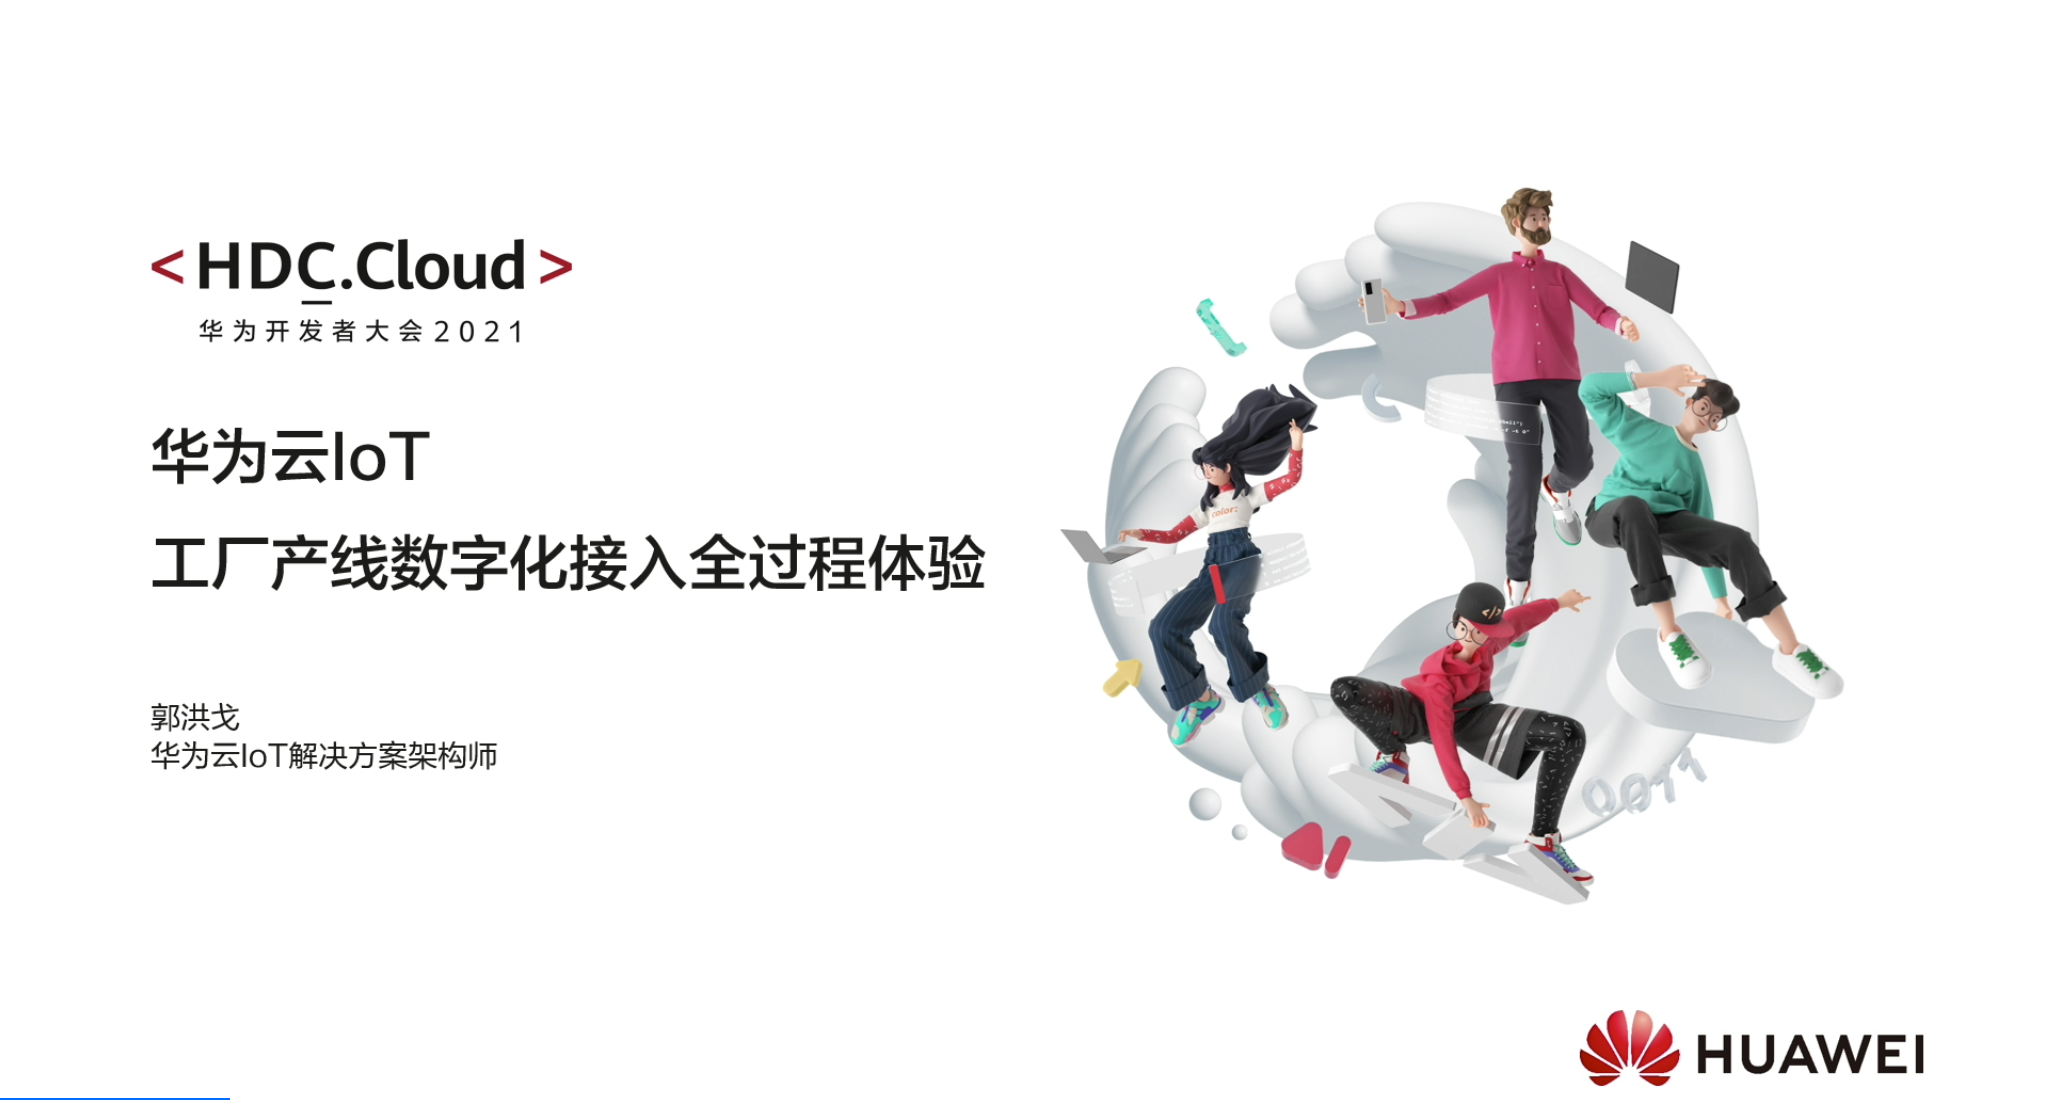 <HDC.Cloud>
华为开发者大会2021
华为云IoT
工厂产线数字化接入全过程体验
郭洪戈
华为云IoT解决方案架构师
color:
</>
0011
HUAWEI